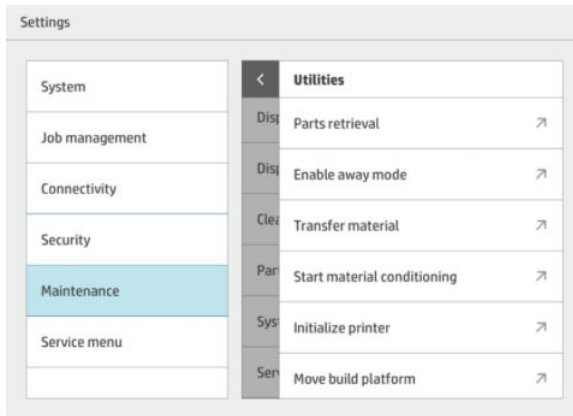 Settings
System
Job management
Connectivity
Security
Maintenance
Service menu
Utilities
Parts retrieval
Enable away mode
Transfer material
Start material conditioning
Initialize printer
Move build platform